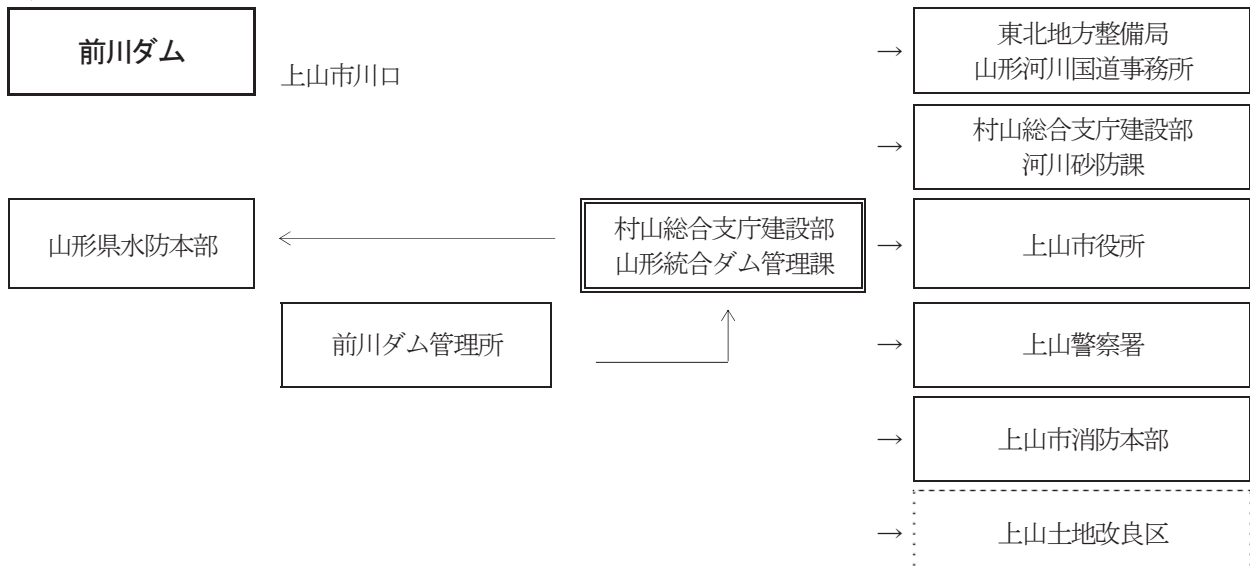 前川ダム
上山市川口
→
東北地方整備局
山形河川国道事務所
→
村山総合支庁建設部
河川砂防課
山形県水防本部
村山総合支庁建設部
山形統合ダム管理課
→
上山市役所
前川ダム管理所
→
上山警察署
→
上山市消防本部
→
上山土地改良区